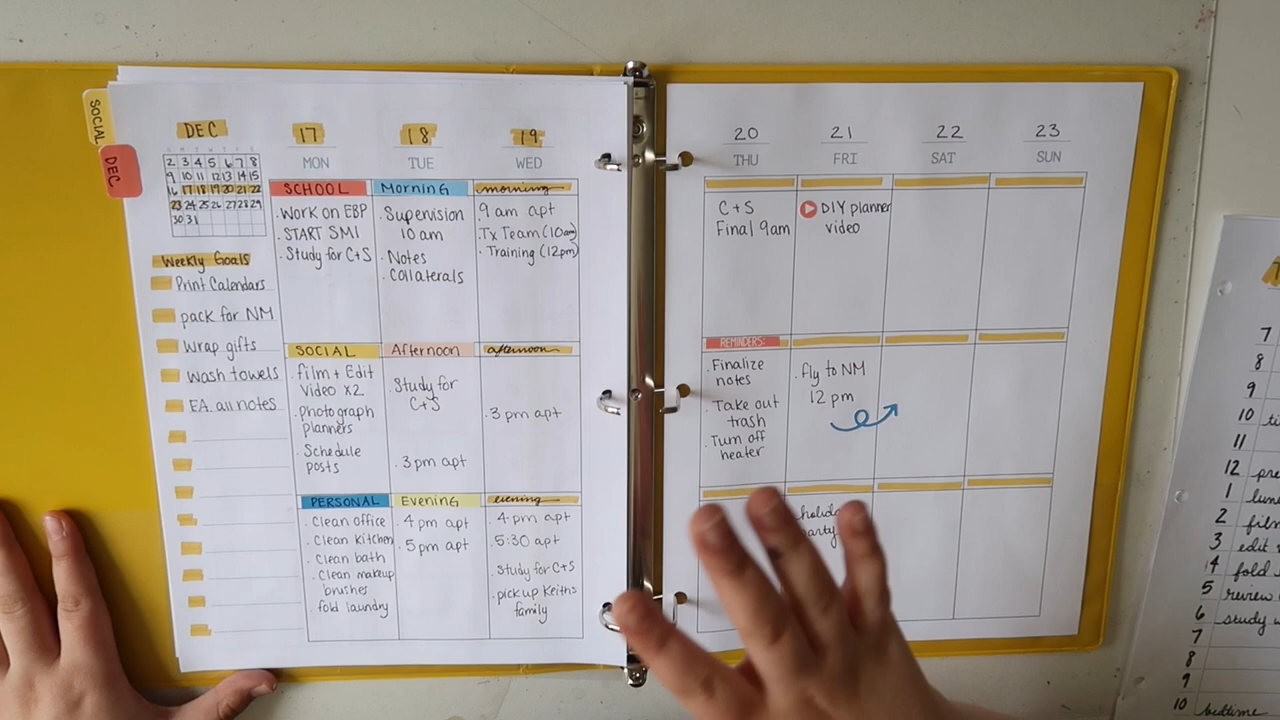 SOCIAL
DEC
DEC
2 3 4 5 6 7 8
9 10 11 12 13 14 15
16 17 18 19 20 21 22
23 24 25 26 27 28 29
30 31
Weekly Goals
Print Calendars
pack for NM
Wrap gifts
Wash towels
EA. all notes
17
MON
SCHOOL
· Work on EBP
· START SMI
· Study for C+S
SOCIAL
· film + Edit
Video x2
· Photograph
planners
· Schedule
posts
PERSONAL
· Clean office
· Clean kitchen
· Clean bath
· Clean makeup
brushes
· fold laundry
18
TUE
Morning
· Supervision
10 am
· Notes
· Collaterals
Afternoon
· Study for
C+S
· 3 pm apt
Evening
· 4 pm apt
· 5pm apt
19
WED
morning
· 9 am apt
· Tx Team (10am)
· Training (12pm)
afternoon
· 3 pm apt
evening
· 4 pm apt
· 5:30 apt
· Study for C+S
· pick up Keiths
family
20
THU
C+S
Final 9am
REMINDERS:
· Finalize
notes
· Take out
trash
· Turn off
heater
21
FRI
DIY planner
video
· fly to NM
12 pm
22
SAT
23
SUN
7
8
9
10
11
12
1
2
3 edit
4 fold
5 review
6 study
7
8
9
10 bedtime